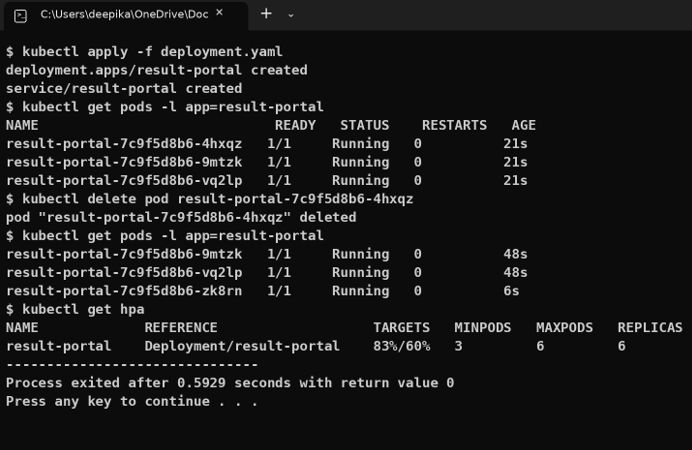 C:\Users\deepika\OneDrive\Doc
$ kubectl apply -f deployment.yaml
deployment.apps/result-portal created
service/result-portal created
$ kubectl get pods -l app=result-portal
NAME                             READY   STATUS    RESTARTS   AGE
result-portal-7c9f5d8b6-4hxqz   1/1     Running   0          21s
result-portal-7c9f5d8b6-9mtzk   1/1     Running   0          21s
result-portal-7c9f5d8b6-vq2lp   1/1     Running   0          21s
$ kubectl delete pod result-portal-7c9f5d8b6-4hxqz
pod "result-portal-7c9f5d8b6-4hxqz" deleted
$ kubectl get pods -l app=result-portal
result-portal-7c9f5d8b6-9mtzk   1/1     Running   0          48s
result-portal-7c9f5d8b6-vq2lp   1/1     Running   0          48s
result-portal-7c9f5d8b6-zk8rn   1/1     Running   0          6s
$ kubectl get hpa
NAME             REFERENCE                   TARGETS   MINPODS   MAXPODS   REPLICAS
result-portal    Deployment/result-portal    83%/60%   3         6         6
-------------------------------
Process exited after 0.5929 seconds with return value 0
Press any key to continue . . .